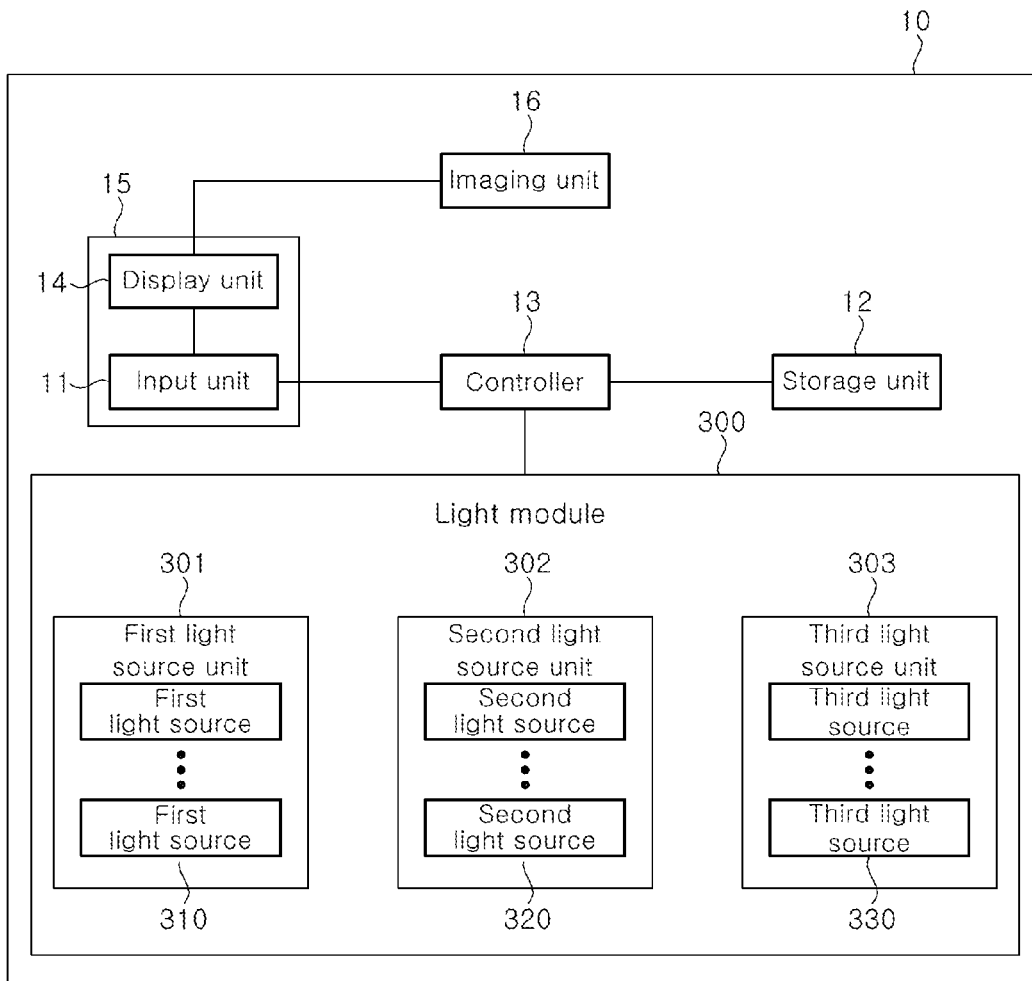 10
16
Imaging unit
15
14
Display unit
13
12
11
Input unit
Controller
Storage unit
300
Light module
301
302
303
First light
source unit
Second light
source unit
Third light
source unit
First
light source
Second
light source
Third light
source
First
light source
Second
light source
Third light
source
310
320
330